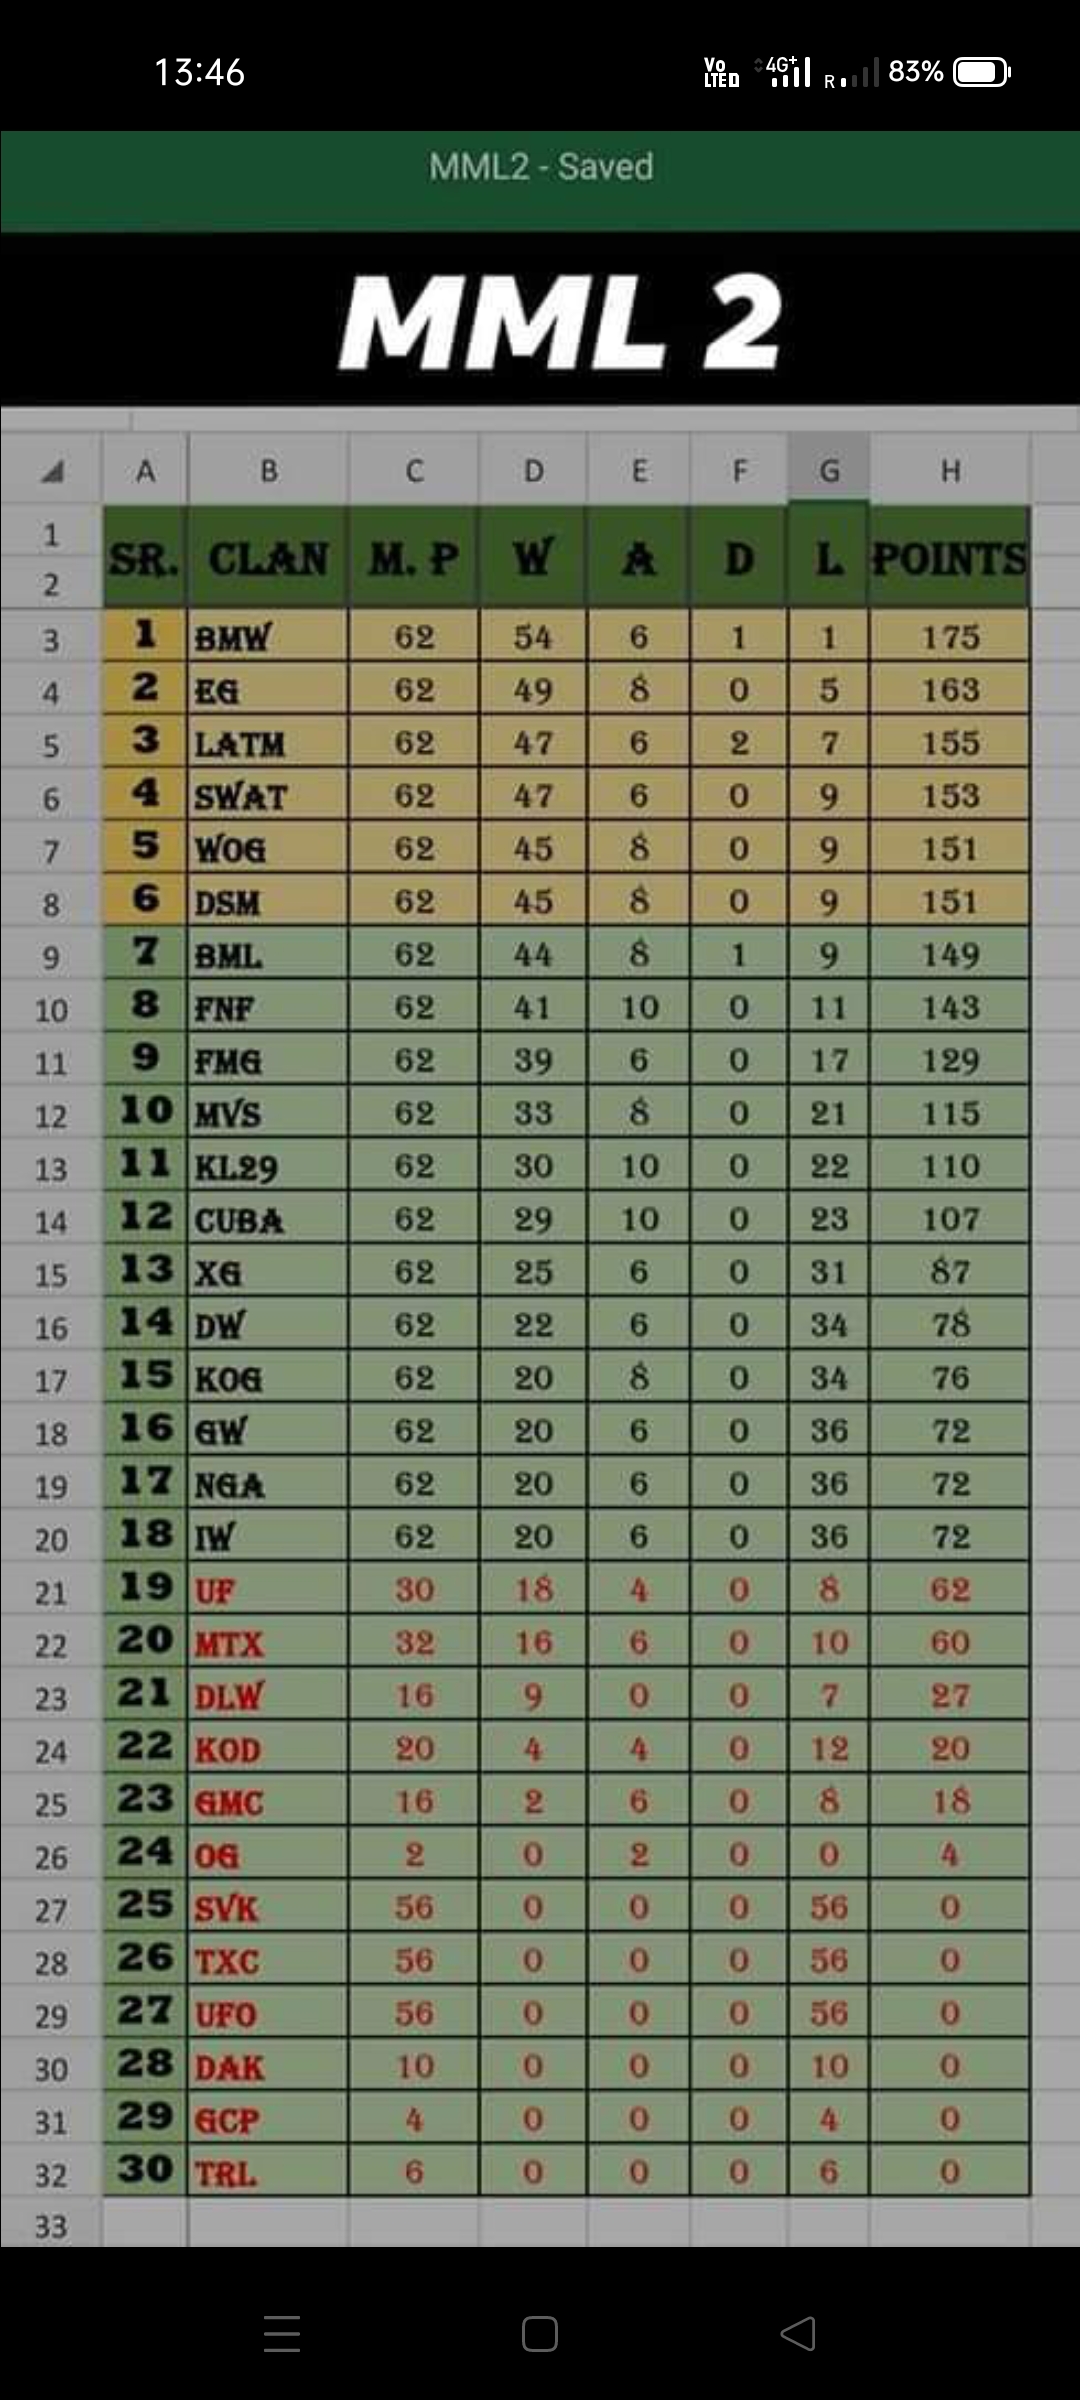 13:46 Vo LTED 4G+ R 83%
MML2 - Saved
MML 2
A B C D E F G H
1
2
SR. CLAN M. P W A D L POINTS
3 1 BMW 62 54 6 1 1 175
4 2 EG 62 49 8 0 5 163
5 3 LATM 62 47 6 2 7 155
6 4 SWAT 62 47 6 0 9 153
7 5 WOG 62 45 8 0 9 151
8 6 DSM 62 45 8 0 9 151
9 7 BML 62 44 8 1 9 149
10 8 FNF 62 41 10 0 11 143
11 9 FMG 62 39 6 0 17 129
12 10 MVS 62 33 8 0 21 115
13 11 KL29 62 30 10 0 22 110
14 12 CUBA 62 29 10 0 23 107
15 13 XG 62 25 6 0 31 87
16 14 DW 62 22 6 0 34 78
17 15 KOG 62 20 8 0 34 76
18 16 GW 62 20 6 0 36 72
19 17 NGA 62 20 6 0 36 72
20 18 IW 62 20 6 0 36 72
21 19 UF 30 18 4 0 8 62
22 20 MTX 32 16 6 0 10 60
23 21 DLW 16 9 0 0 7 27
24 22 KOD 20 4 4 0 12 20
25 23 GMC 16 2 6 0 8 18
26 24 OG 2 0 2 0 0 4
27 25 SVK 56 0 0 0 56 0
28 26 TXC 56 0 0 0 56 0
29 27 UFO 56 0 0 0 56 0
30 28 DAK 10 0 0 0 10 0
31 29 GCP 4 0 0 0 4 0
32 30 TRL 6 0 0 0 6 0
33